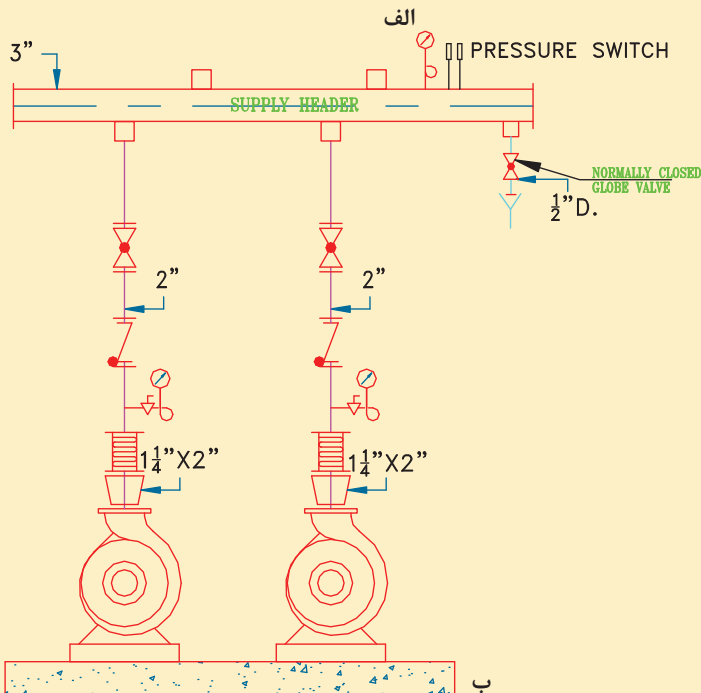 الف
3" PRESSURE SWITCH
SUPPLY HEADER
NORMALLY CLOSED
GLOBE VALVE
1/2"D.
2" 2"
1 1/4"X2" 1 1/4"X2"
ب